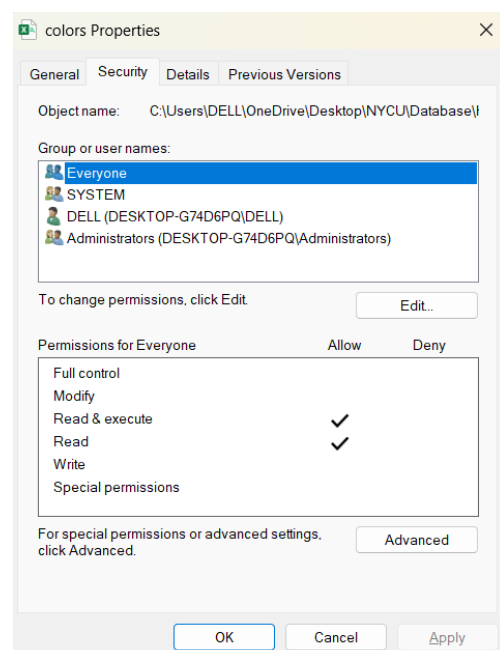 colors Properties
General Security Details Previous Versions
Object name: C:\Users\DELL\OneDrive\Desktop\NYCU\Database\
Group or user names:
Everyone
SYSTEM
DELL (DESKTOP-G74D6PQ\DELL)
Administrators (DESKTOP-G74D6PQ\Administrators)
To change permissions, click Edit. Edit...
Permissions for Everyone Allow Deny
Full control
Modify
Read & execute
Read
Write
Special permissions
For special permissions or advanced settings, Advanced
click Advanced.
OK Cancel Apply